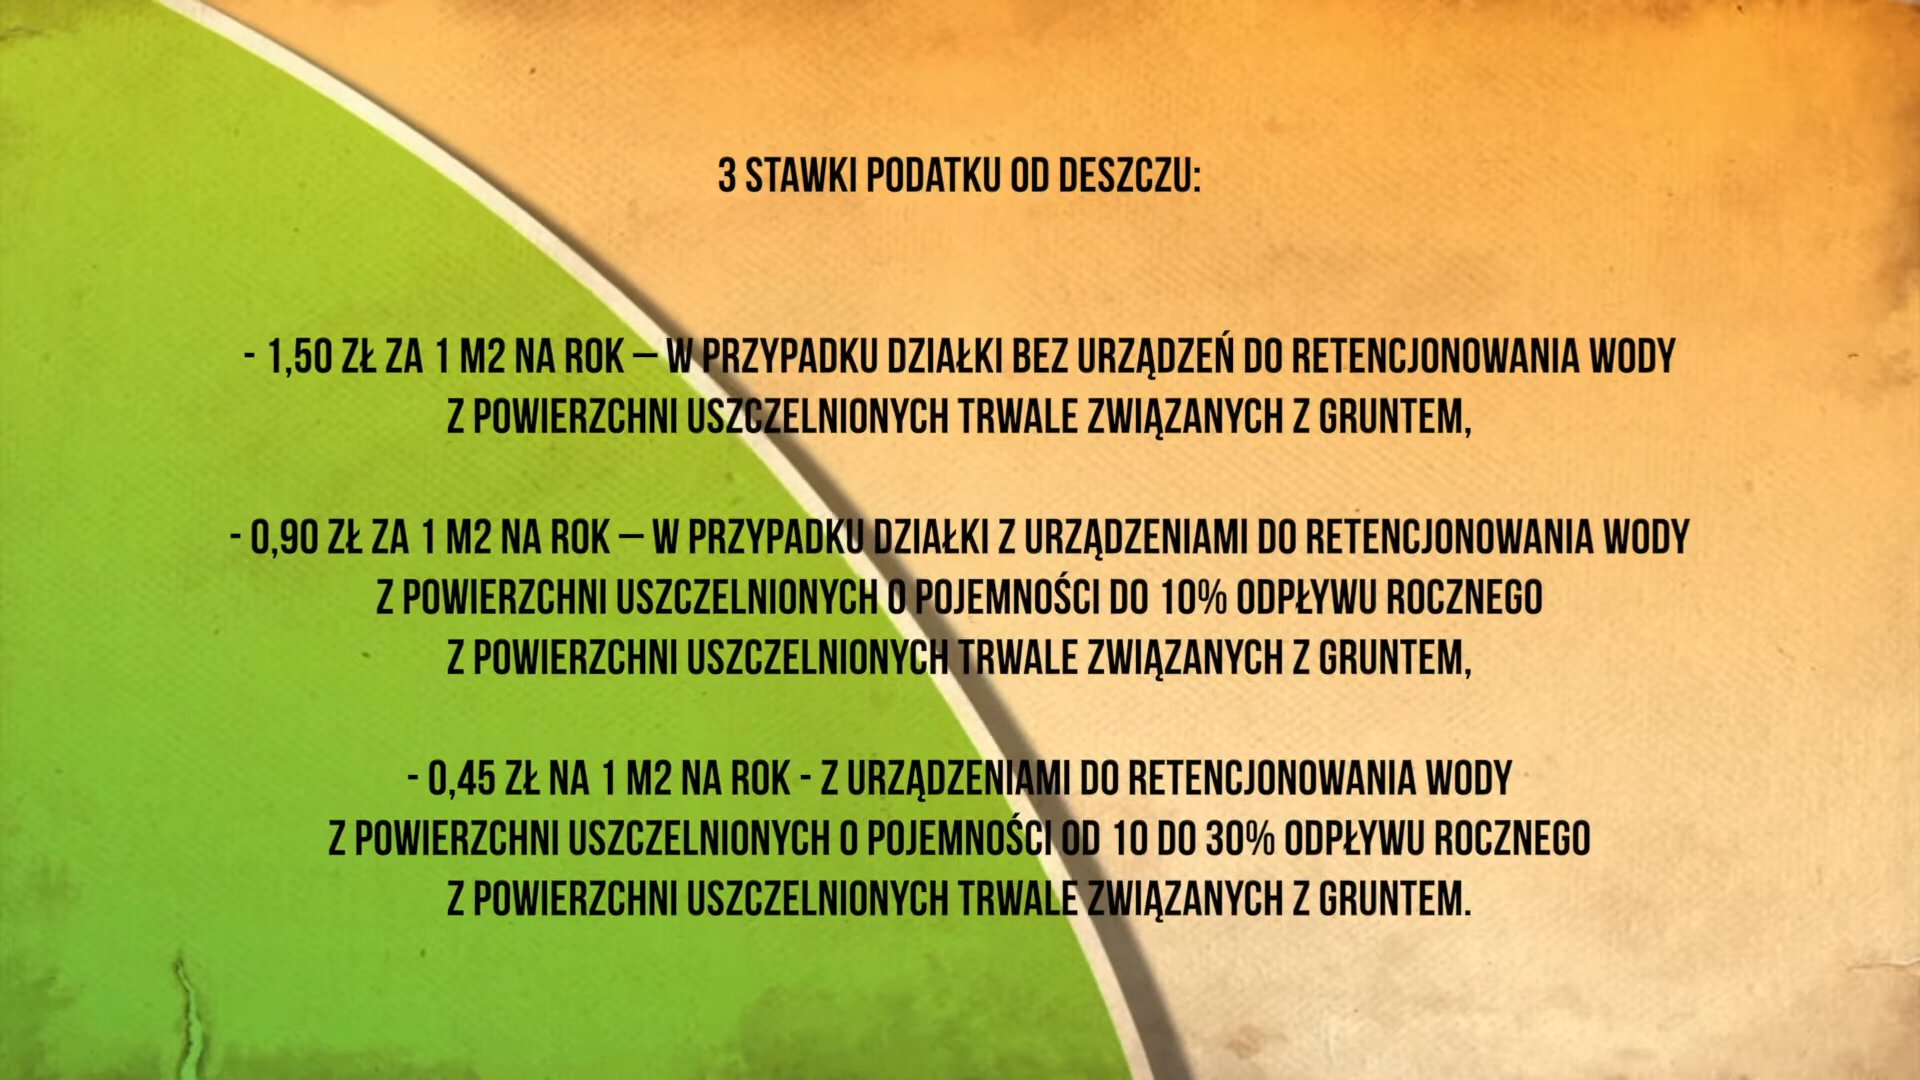 3 STAWKI PODATKU OD DESZCZU:
- 1,50 ZŁ ZA 1 M2 NA ROK – W PRZYPADKU DZIAŁKI BEZ URZĄDZEŃ DO RETENCJONOWANIA WODY
Z POWIERZCHNI USZCZELNIONYCH TRWALE ZWIĄZANYCH Z GRUNTEM,
- 0,90 ZŁ ZA 1 M2 NA ROK – W PRZYPADKU DZIAŁKI Z URZĄDZENIAMI DO RETENCJONOWANIA WODY
Z POWIERZCHNI USZCZELNIONYCH O POJEMNOŚCI DO 10% ODPŁYWU ROCZNEGO
Z POWIERZCHNI USZCZELNIONYCH TRWALE ZWIĄZANYCH Z GRUNTEM,
- 0,45 ZŁ NA 1 M2 NA ROK - Z URZĄDZENIAMI DO RETENCJONOWANIA WODY
Z POWIERZCHNI USZCZELNIONYCH O POJEMNOŚCI OD 10 DO 30% ODPŁYWU ROCZNEGO
Z POWIERZCHNI USZCZELNIONYCH TRWALE ZWIĄZANYCH Z GRUNTEM.